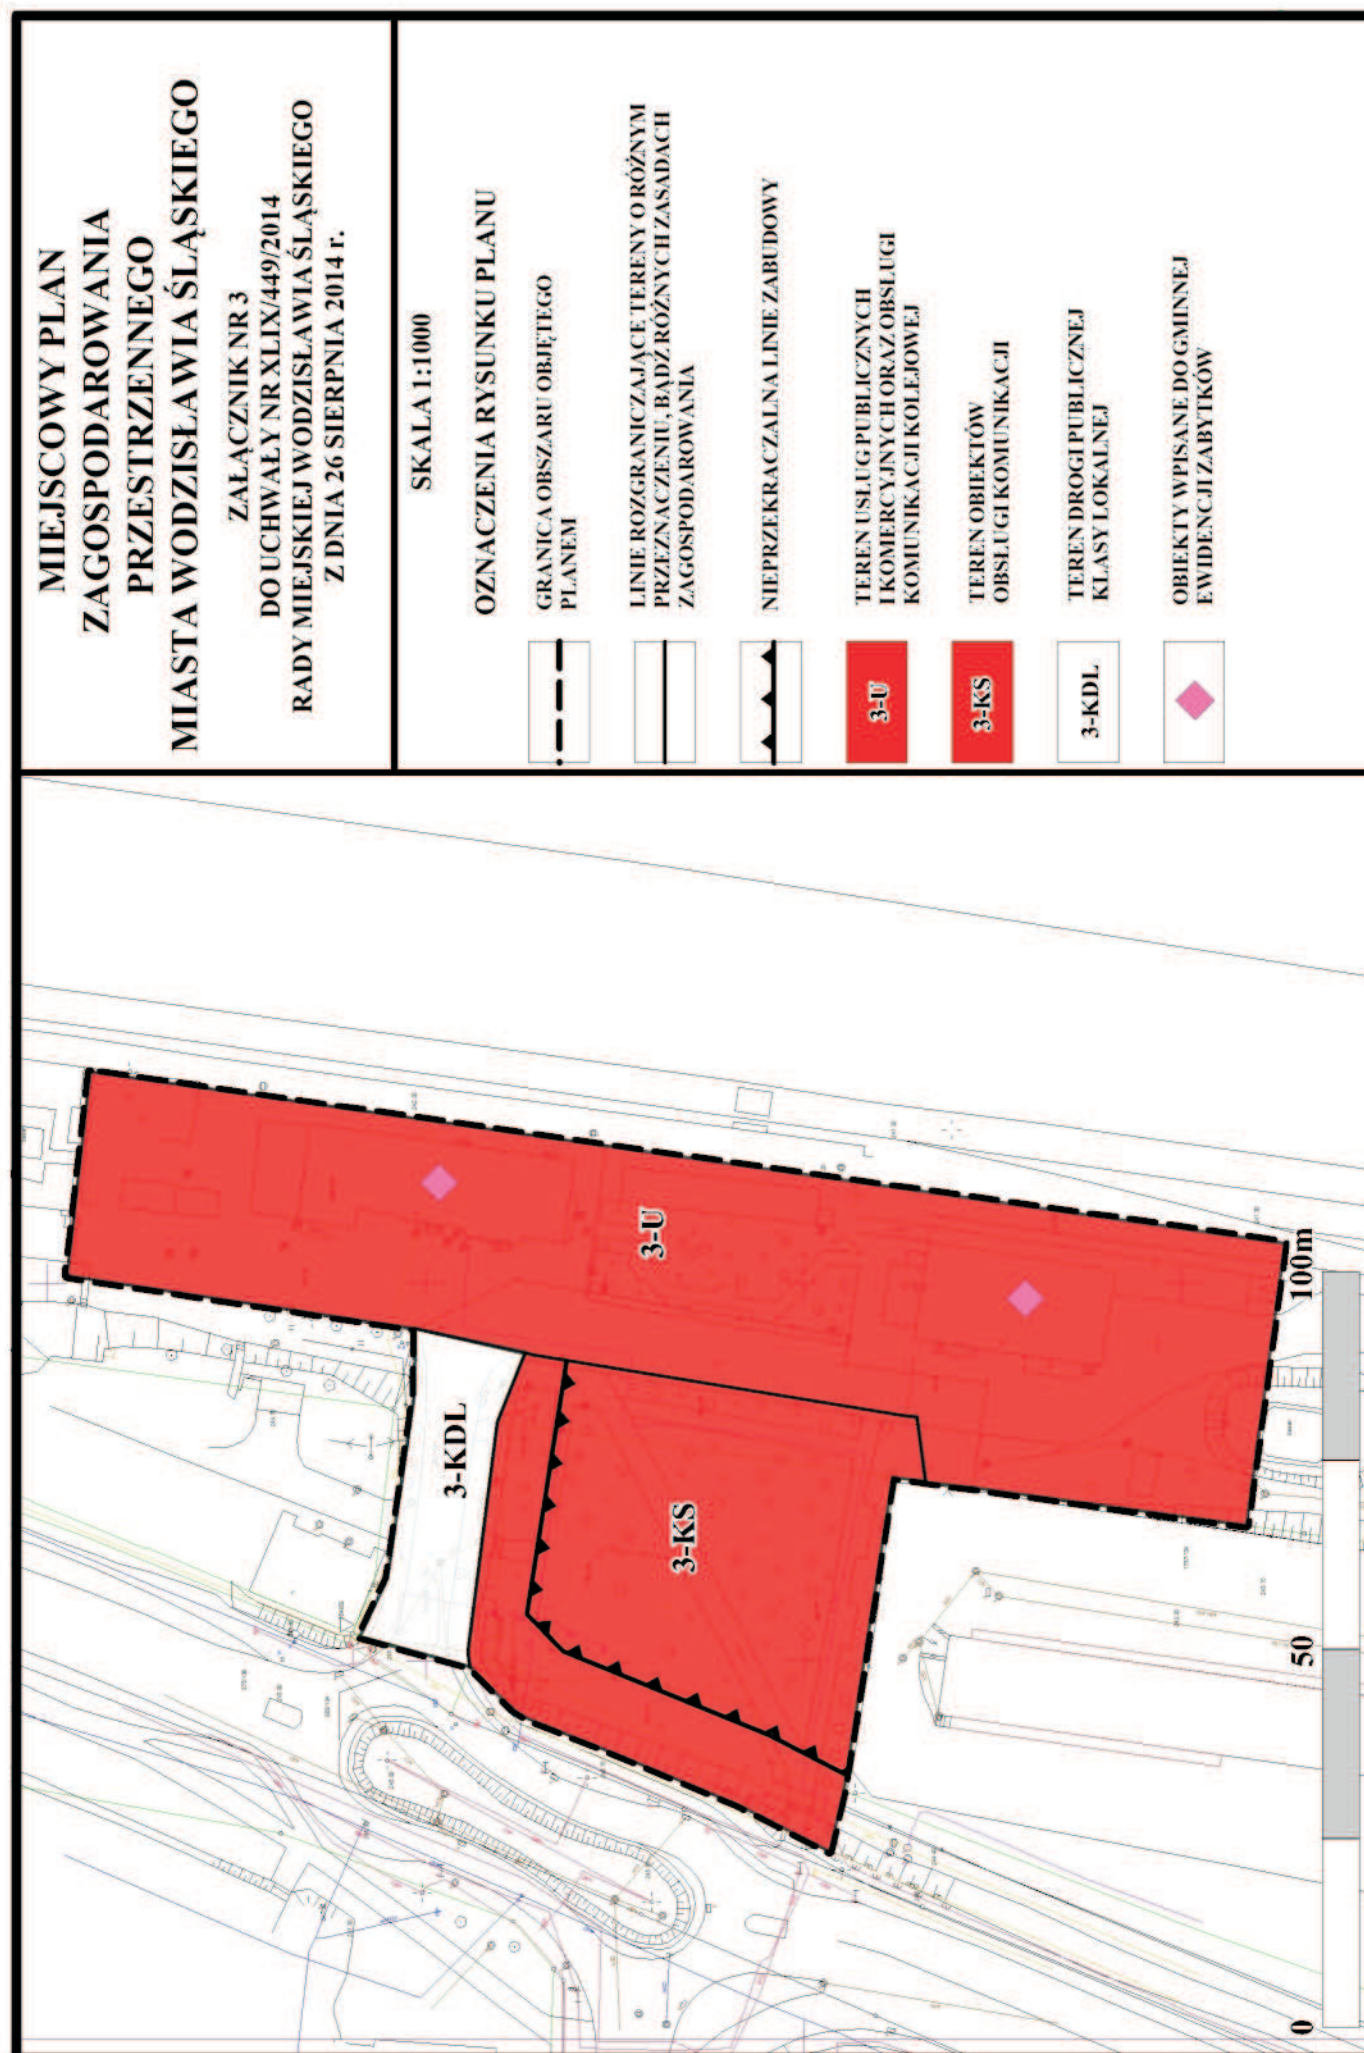 MIEJSCOWY PLAN
ZAGOSPODAROWANIA
PRZESTRZENNEGO
MIASTA WODZISŁAWIA ŚLĄSKIEGO
ZAŁĄCZNIK NR 3
DO UCHWAŁY NR XLIX/449/2014
RADY MIEJSKIEJ WODZISŁAWIA ŚLĄSKIEGO
Z DNIA 26 SIERPNIA 2014 r.
SKALA 1:1000
OZNACZENIA RYSUNKU PLANU
GRANICA OBSZARU OBJĘTEGO
PLANEM
LINIE ROZGRANICZAJĄCE TERENY O RÓŻNYM
PRZEZNACZENIU, BĄDŹ RÓŻNYCH ZASADACH
ZAGOSPODAROWANIA
NIEPRZEKRACZALNA LINIE ZABUDOWY
3-U
TEREN USŁUG PUBLICZNYCH
I KOMERCYJNYCH ORAZ OBSŁUGI
KOMUNIKACJI KOLEJOWEJ
3-KS
TEREN OBIEKTÓW
OBSŁUGI KOMUNIKACJI
3-KDL
TEREN DROGI PUBLICZNEJ
KLASY LOKALNEJ
OBIEKTY WPISANE DO GMINNEJ
EWIDENCJI ZABYTKÓW
3-KDL
3-U
3-KS
0
50
100m